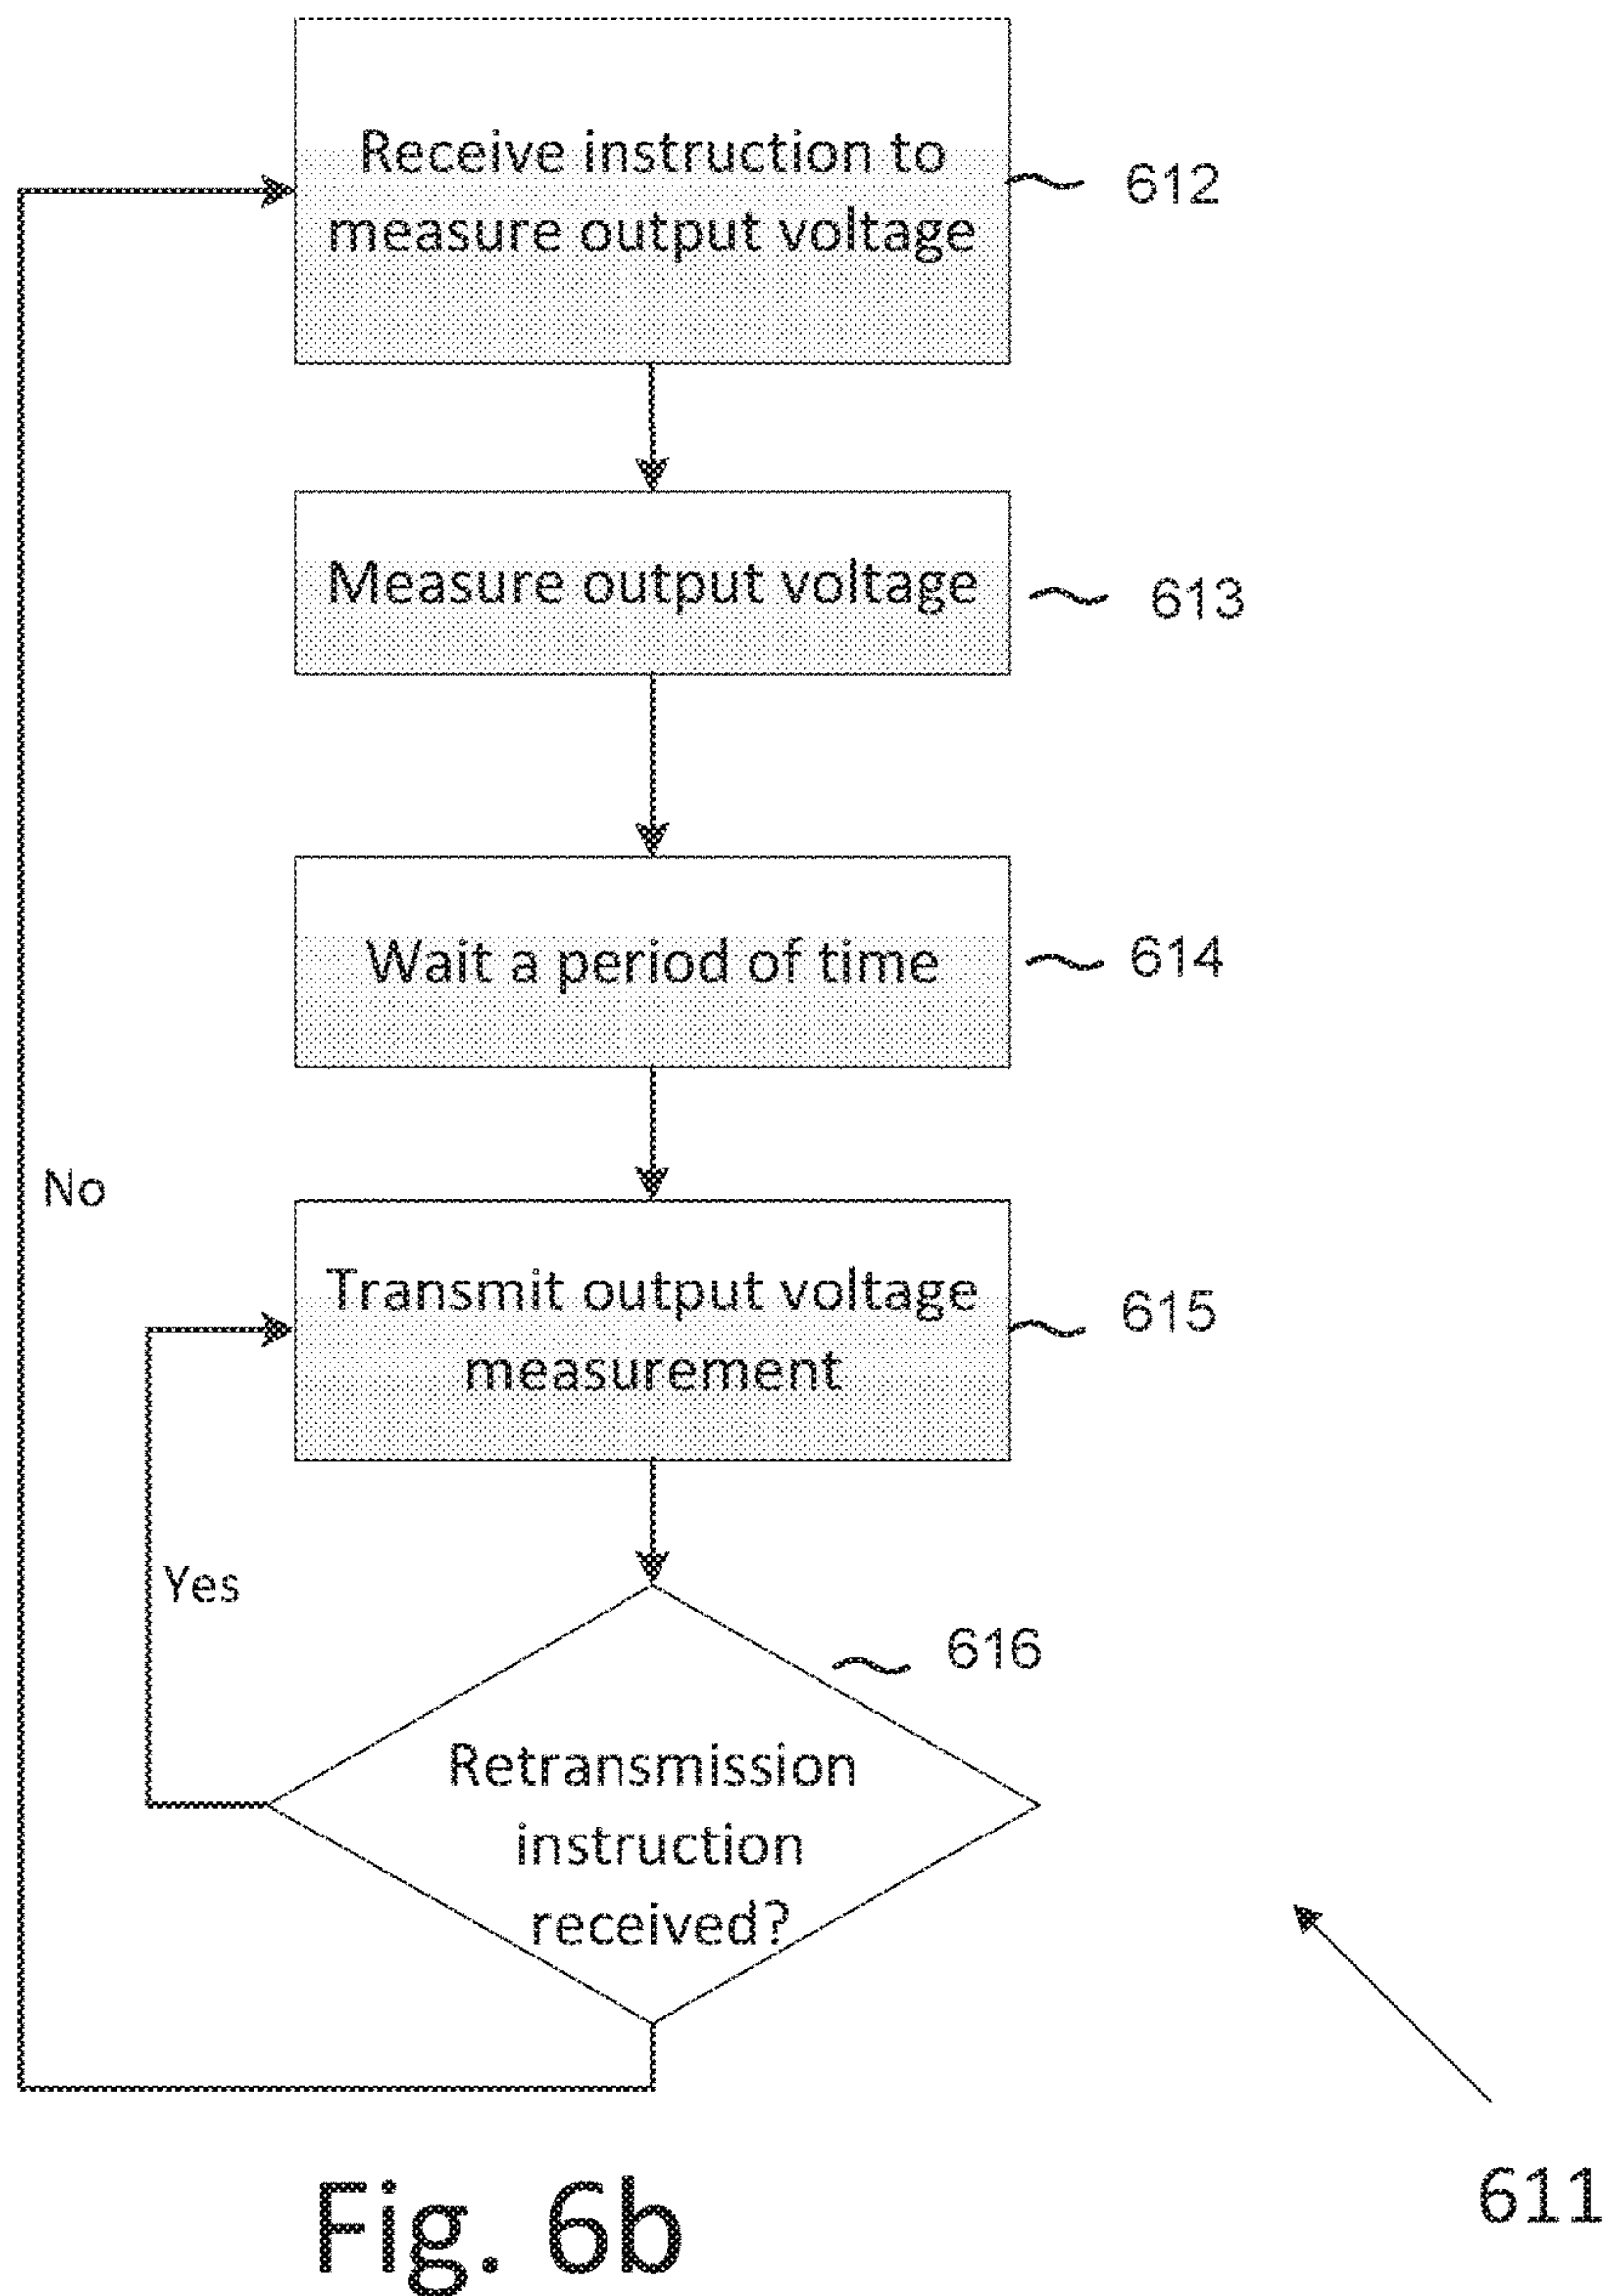 Receive instruction to
measure output voltage
612
Measure output voltage
613
Wait a period of time
614
No
Transmit output voltage
measurement
615
Yes
616
Retransmission
instruction
received?
611
Fig. 6b